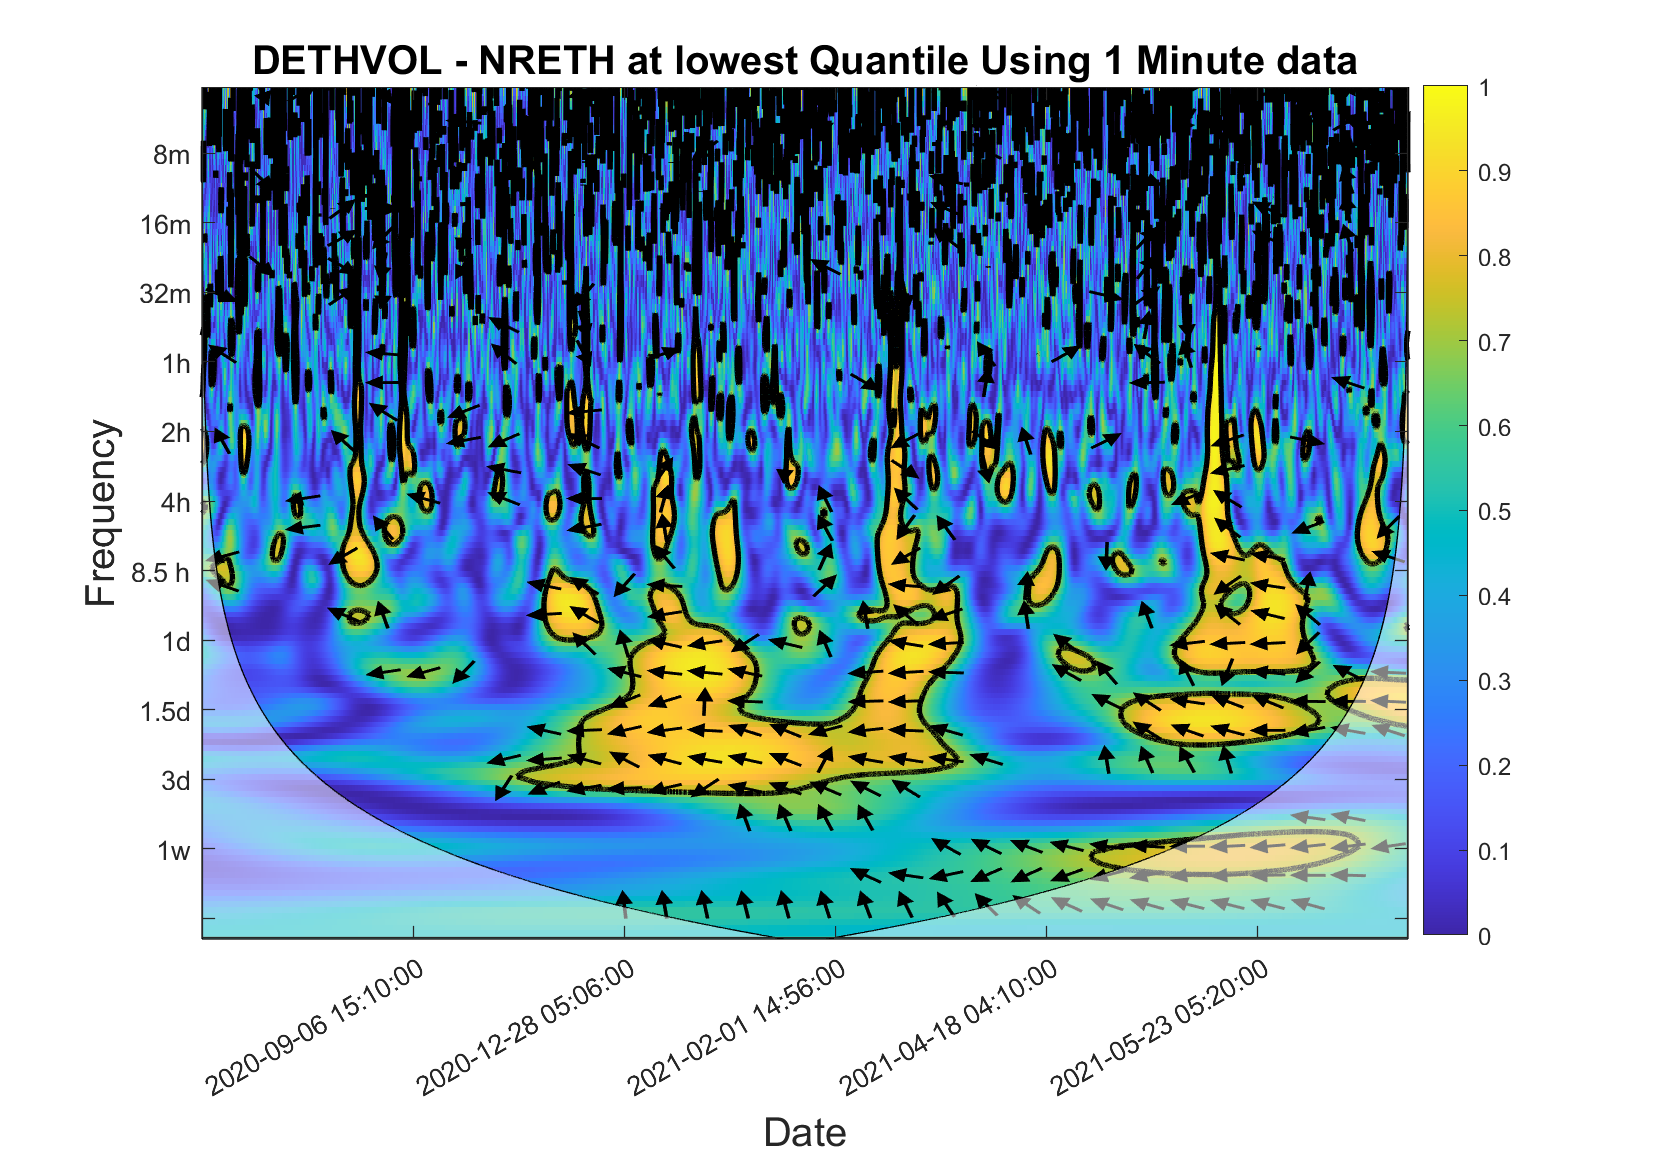 DETHVOL - NRETH at lowest Quantile Using 1 Minute data
8m
16m
32m
1h
2h
4h
8.5 h
1d
1.5d
3d
1w
Frequency
1
0.9
0.8
0.7
0.6
0.5
0.4
0.3
0.2
0.1
0
2020-09-06 15:10:00
2020-12-28 05:06:00
2021-02-01 14:56:00
2021-04-18 04:10:00
2021-05-23 05:20:00
Date